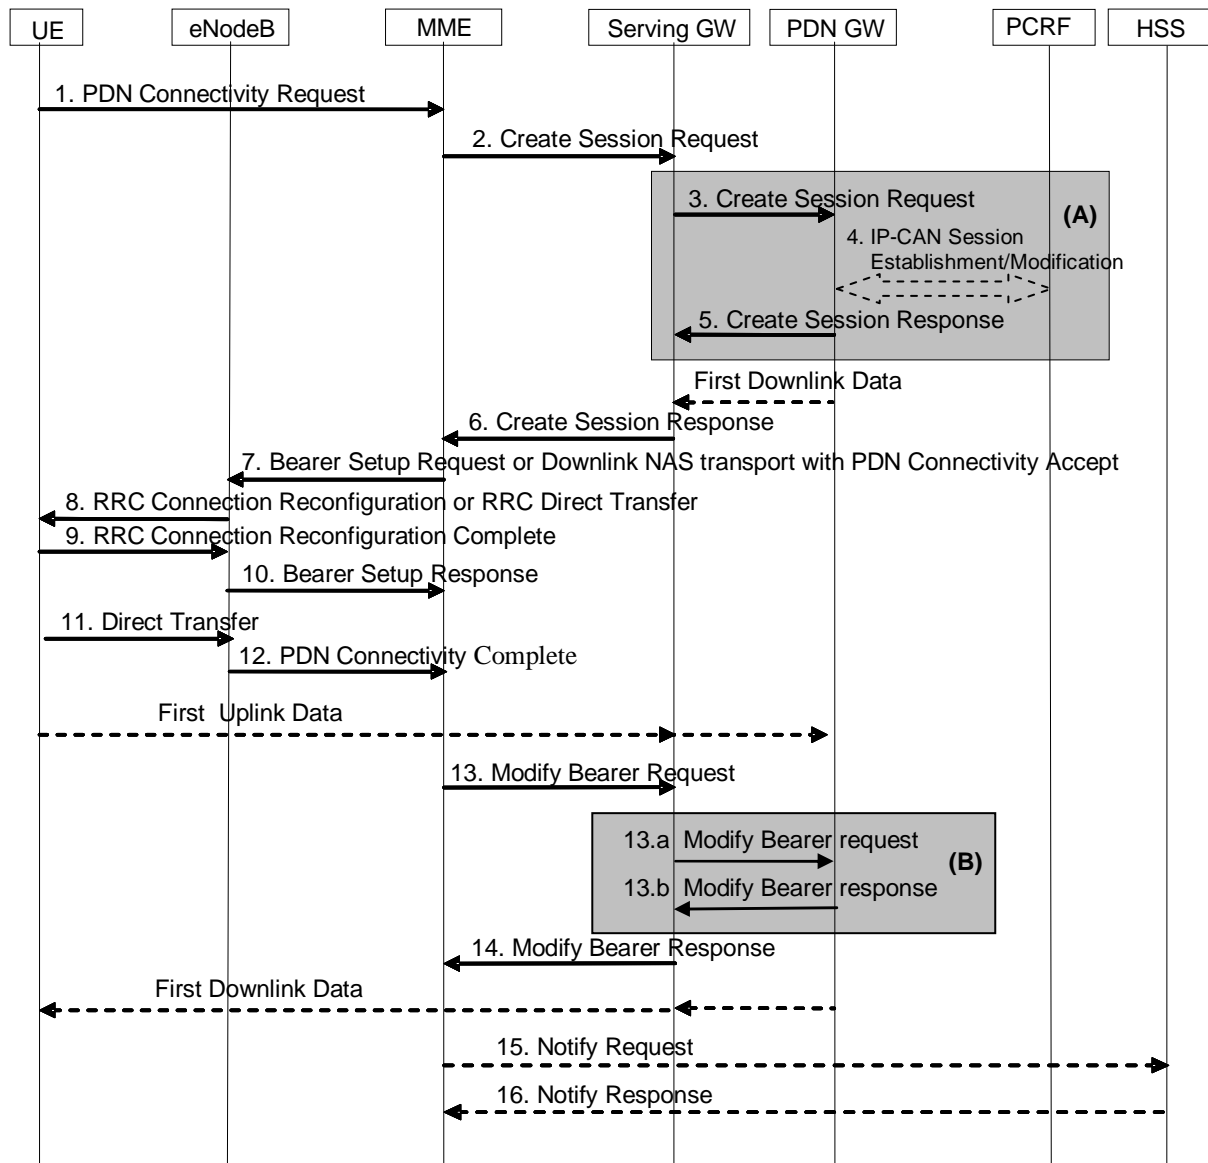 UE
eNodeB
MME
Serving GW
PDN GW
PCRF
HSS
1. PDN Connectivity Request
2. Create Session Request
3. Create Session Request
(A)
4. IP-CAN Session
Establishment/Modification
5. Create Session Response
First Downlink Data
6. Create Session Response
7. Bearer Setup Request or Downlink NAS transport with PDN Connectivity Accept
8. RRC Connection Reconfiguration or RRC Direct Transfer
9. RRC Connection Reconfiguration Complete
10. Bearer Setup Response
11. Direct Transfer
12. PDN Connectivity Complete
First Uplink Data
13. Modify Bearer Request
13.a Modify Bearer request
(B)
13.b Modify Bearer response
14. Modify Bearer Response
First Downlink Data
15. Notify Request
16. Notify Response